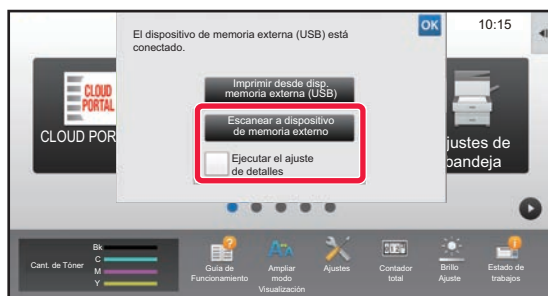 10:15
El dispositivo de memoria externa (USB) está
conectado.
OK
Imprimir desde disp.
memoria externa (USB)
Escanear a dispositivo
de memoria externo
Ejecutar el ajuste
de detalles
CLOUD
PORTAL
CLOUD POR
justes de
bandeja
Cant. de Tóner
Bk
C
M
Y
Guía de
Funcionamiento
Ampliar
modo
Visualización
Ajustes
Contador
total
Brillo
Ajuste
Estado de
trabajos